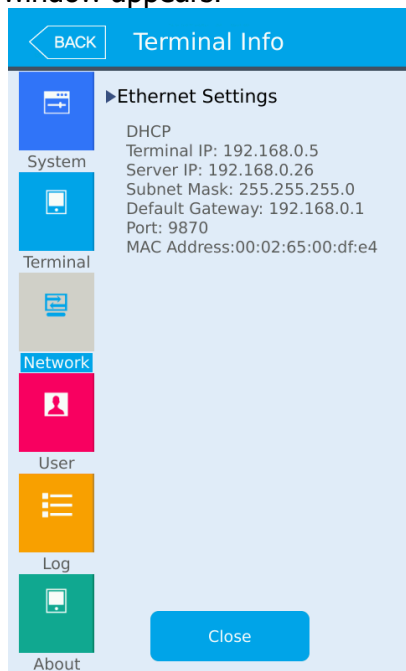 window appears.
BACK
Terminal Info
▶Ethernet Settings
DHCP
Terminal IP: 192.168.0.5
Server IP: 192.168.0.26
Subnet Mask: 255.255.255.0
Default Gateway: 192.168.0.1
Port: 9870
MAC Address:00:02:65:00:df:e4
System
Terminal
Network
User
Log
About
Close